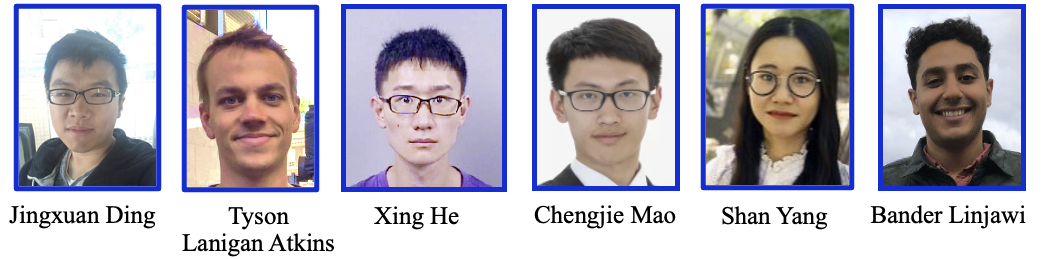 Jingxuan Ding
Tyson
Lanigan Atkins
Xing He
Chengjie Mao
Shan Yang
Bander Linjawi